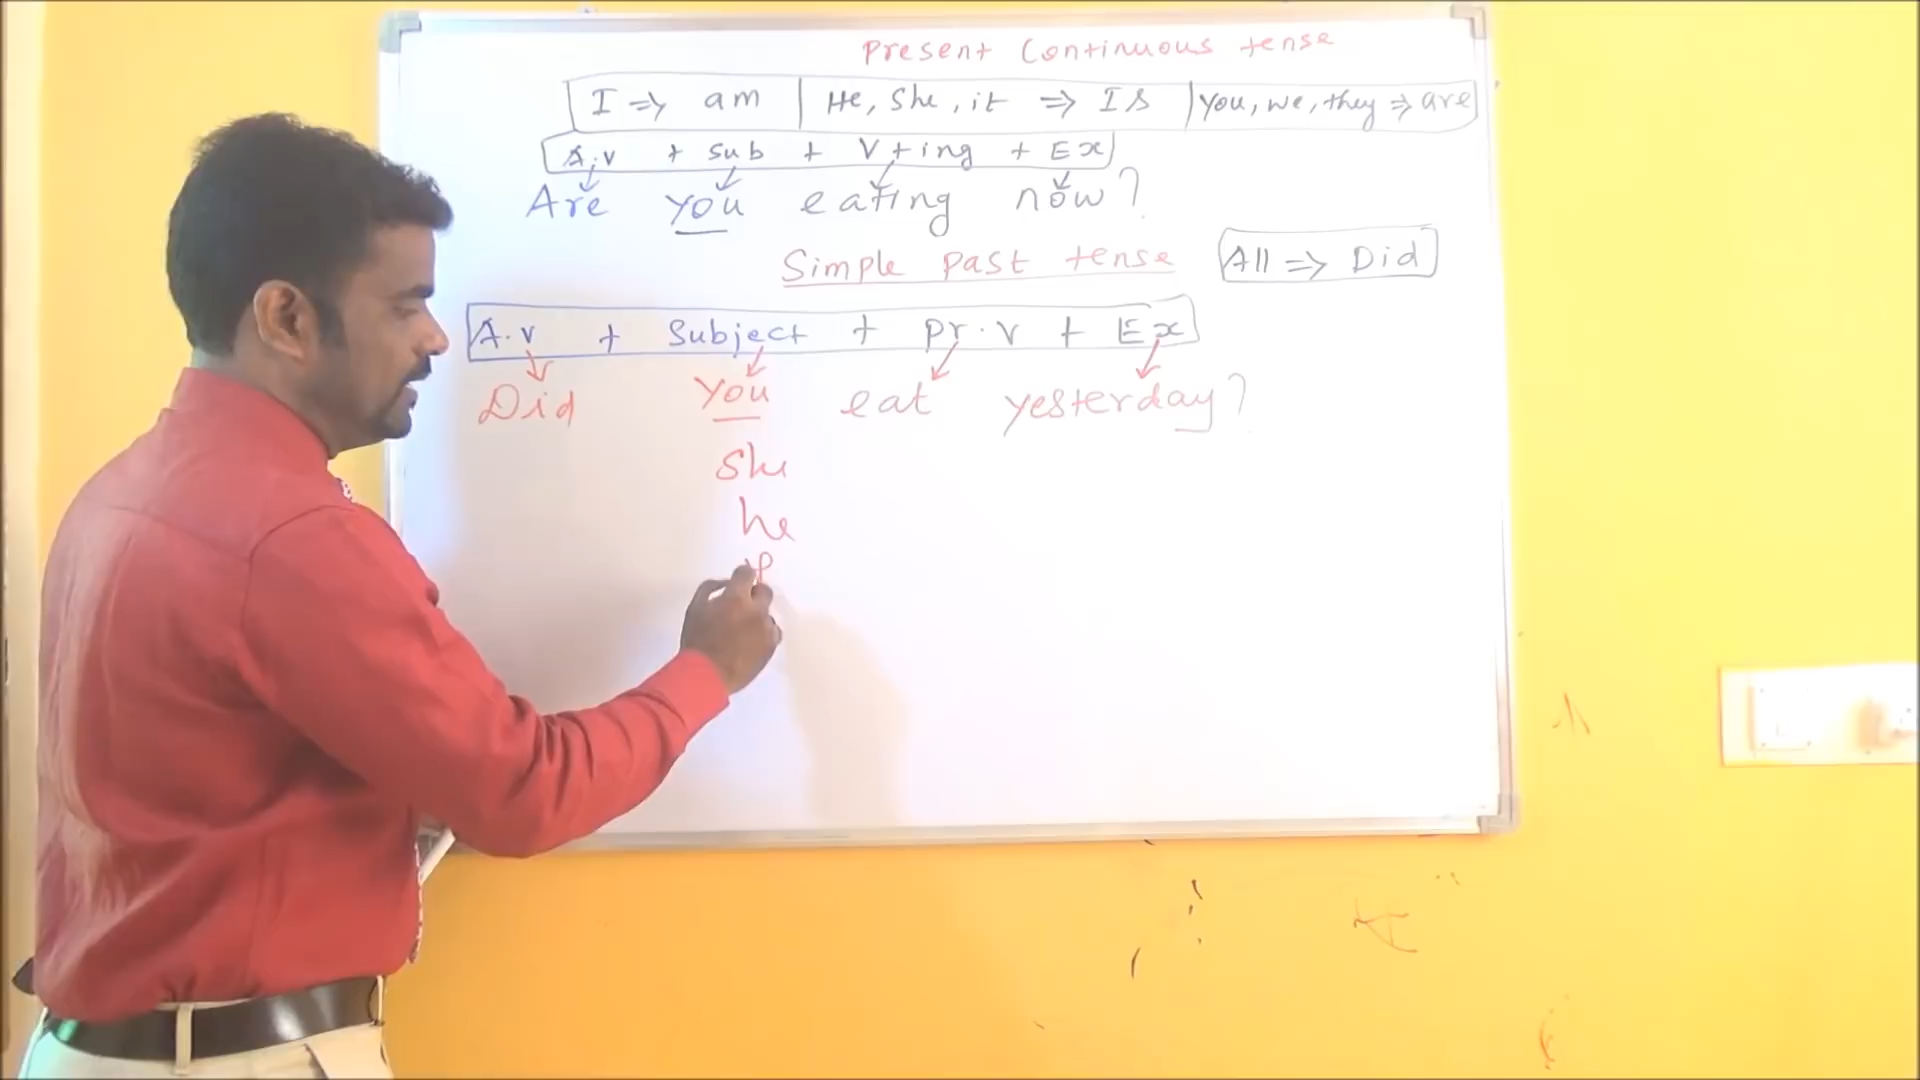 Present Continuous tense
I ⇒ am | He, She, it ⇒ Is | You, we, they ⇒ are
A.v + sub + V+ing + Ex
Are you eating now?
Simple past tense All ⇒ Did
A.v + Subject + pr.v + Ex
Did You eat yesterday?
She
he